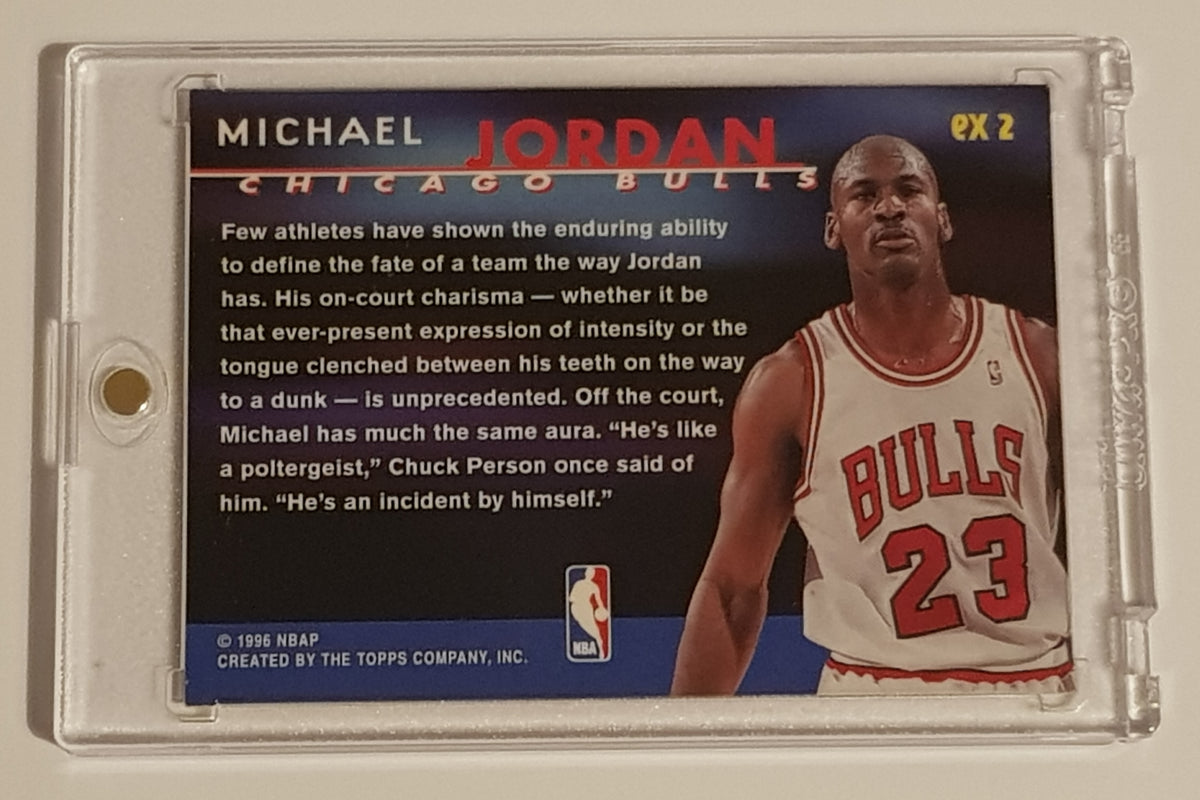 MICHAEL JORDAN
CHICAGO BULLS
ex 2
Few athletes have shown the enduring ability
to define the fate of a team the way Jordan
has. His on-court charisma — whether it be
that ever-present expression of intensity or the
tongue clenched between his teeth on the way
to a dunk — is unprecedented. Off the court,
Michael has much the same aura. “He’s like
a poltergeist,” Chuck Person once said of
him. “He’s an incident by himself.”
BULLS
23
NBA
© 1996 NBAP
CREATED BY THE TOPPS COMPANY, INC.